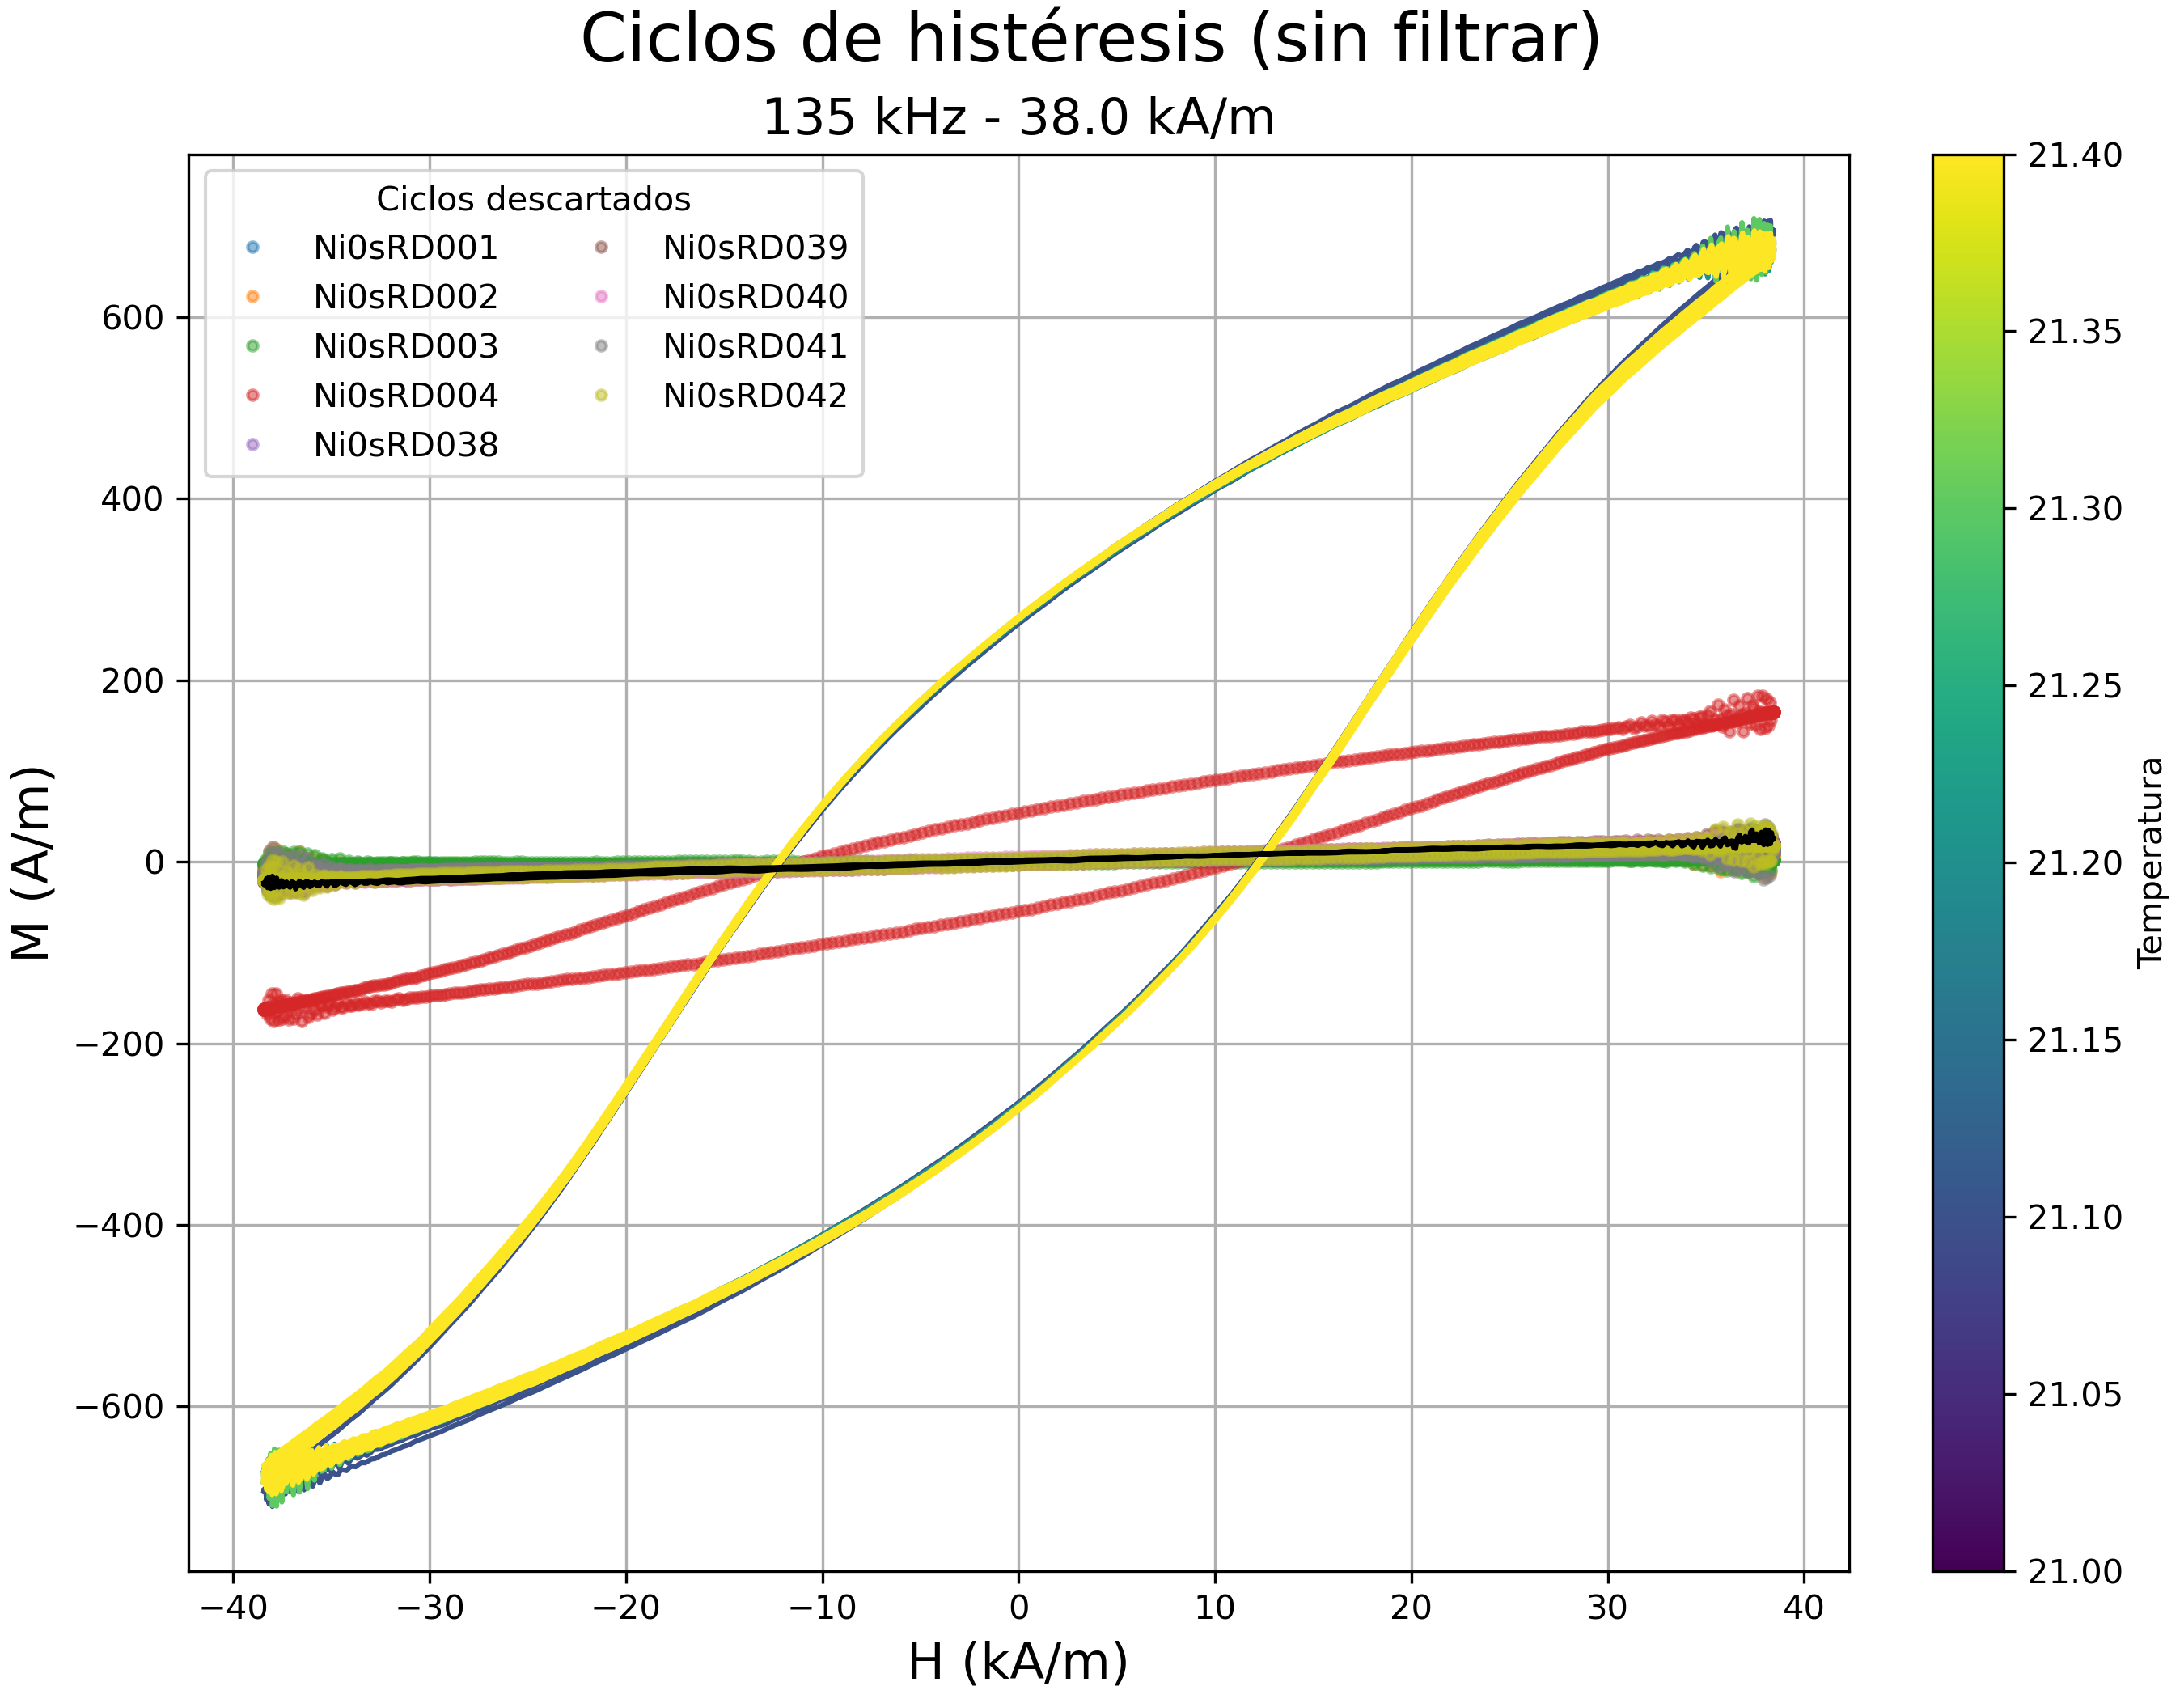 Ciclos de histéresis (sin filtrar)
135 kHz - 38.0 kA/m
Ciclos descartados
Ni0sRD001
Ni0sRD002
Ni0sRD003
Ni0sRD004
Ni0sRD038
Ni0sRD039
Ni0sRD040
Ni0sRD041
Ni0sRD042
M (A/m)
600
400
200
0
−200
−400
−600
−40
−30
−20
−10
0
10
20
30
40
H (kA/m)
21.40
21.35
21.30
21.25
21.20
21.15
21.10
21.05
21.00
Temperatura